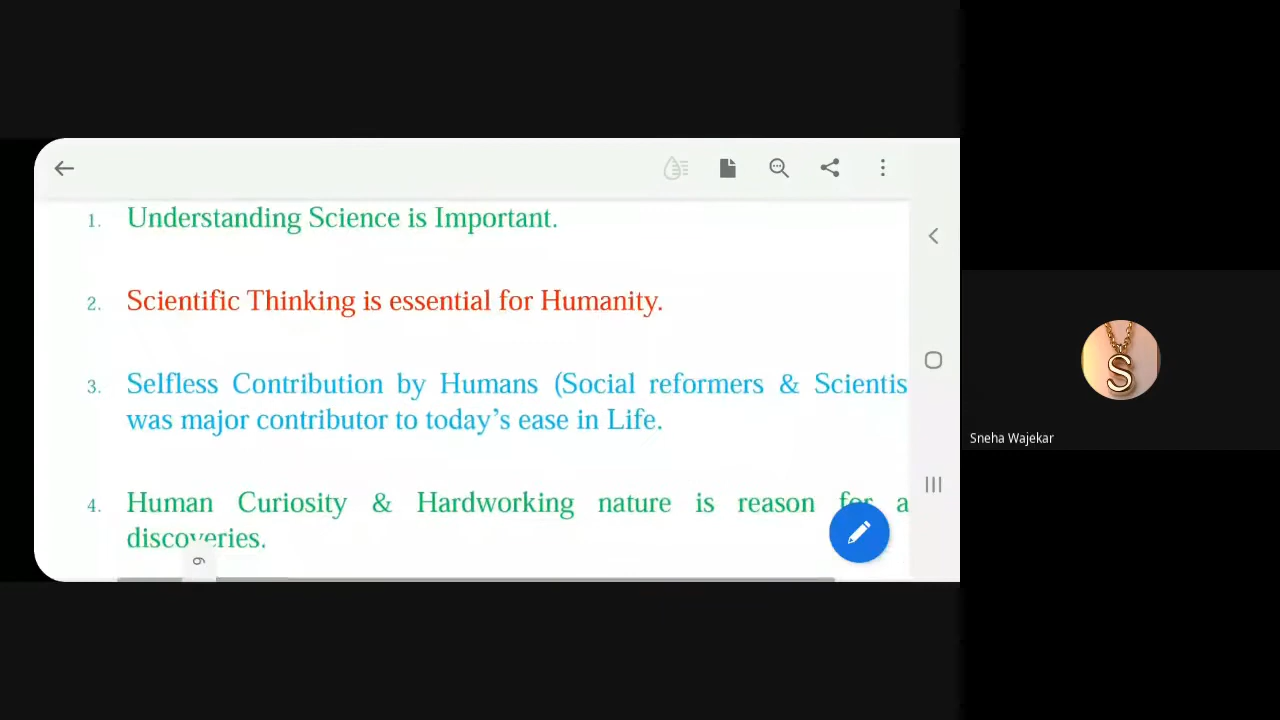 1. Understanding Science is Important.
2. Scientific Thinking is essential for Humanity.
3. Selfless Contribution by Humans (Social reformers & Scientis
was major contributor to today’s ease in Life.
Sneha Wajekar
4. Human Curiosity & Hardworking nature is reason for a
discoveries.
6